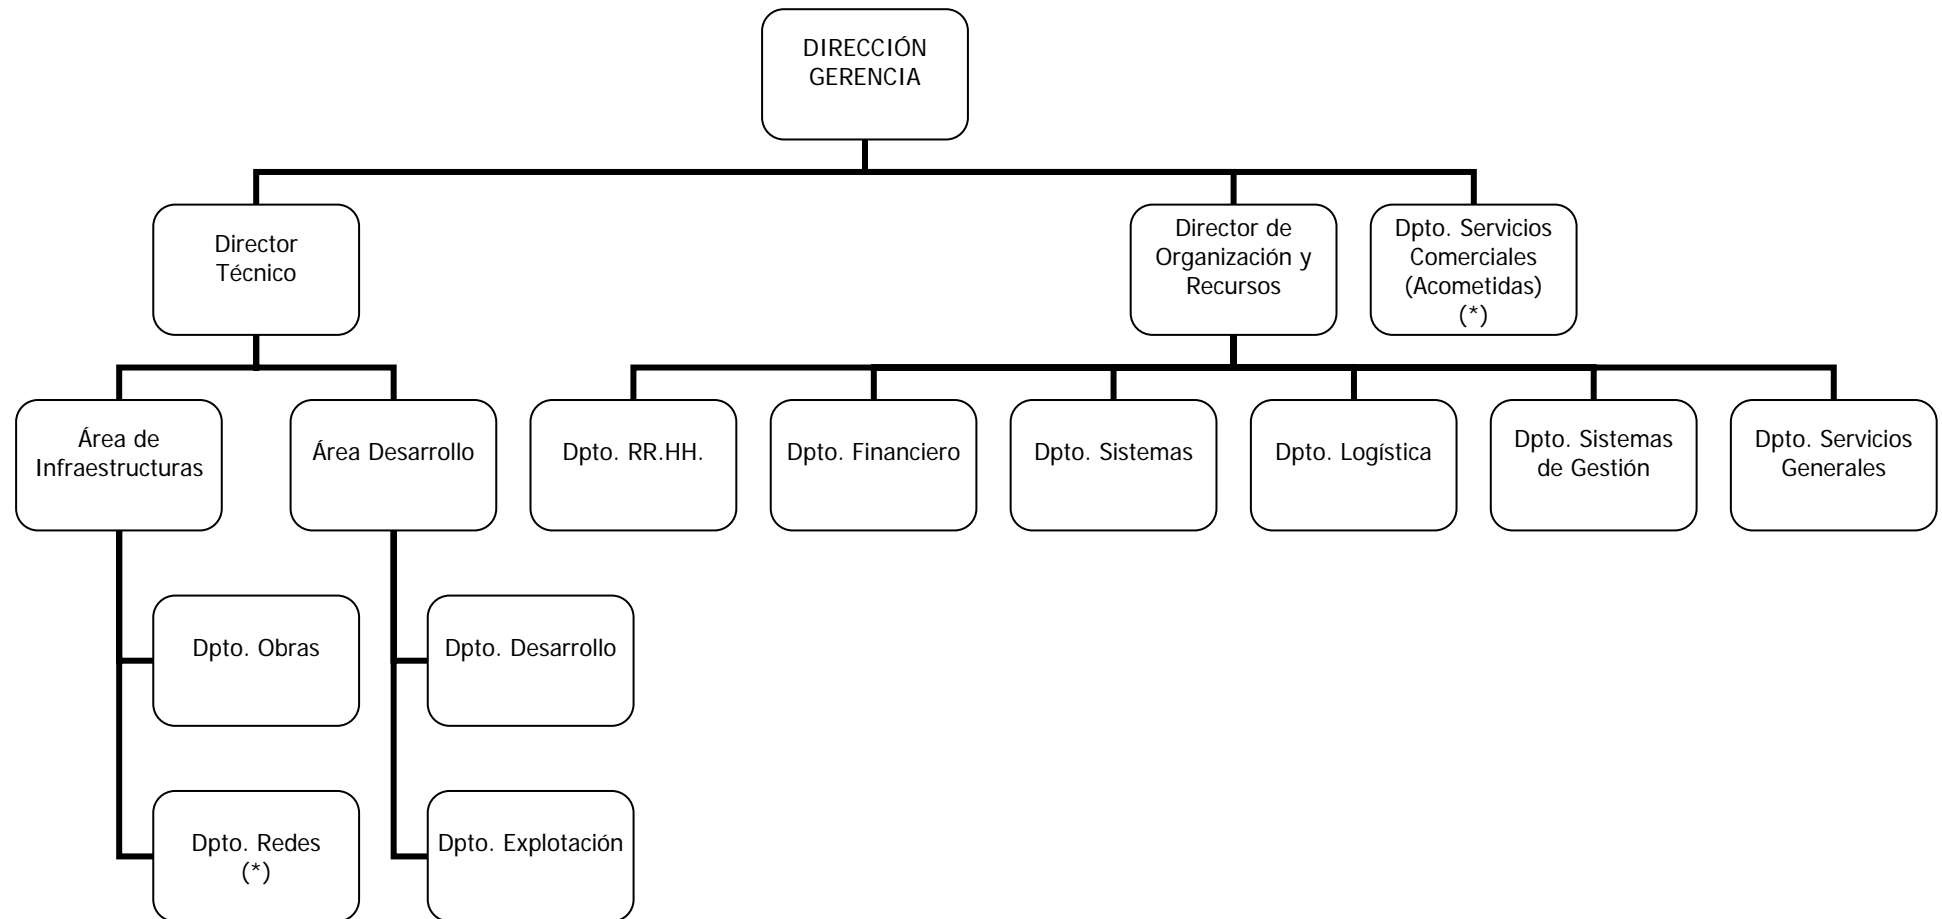 DIRECCIÓN
GERENCIA
Director
Técnico
Director de
Organización y
Recursos
Dpto. Servicios
Comerciales
(Acometidas)
(*)
Área de
Infraestructuras
Área Desarrollo
Dpto. RR.HH.
Dpto. Financiero
Dpto. Sistemas
Dpto. Logística
Dpto. Sistemas
de Gestión
Dpto. Servicios
Generales
Dpto. Obras
Dpto. Desarrollo
Dpto. Redes
(*)
Dpto. Explotación